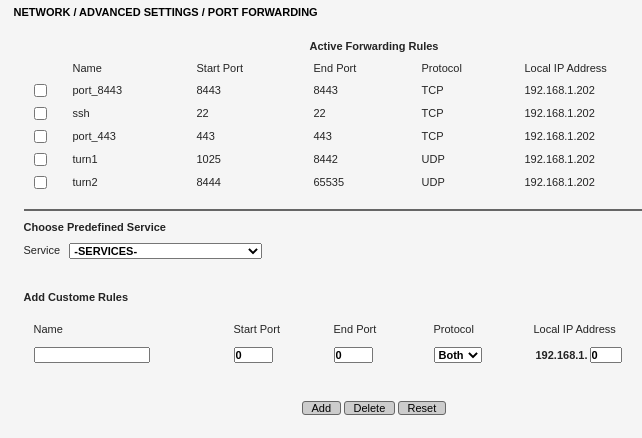 NETWORK / ADVANCED SETTINGS / PORT FORWARDING
Active Forwarding Rules
Name Start Port End Port Protocol Local IP Address
port_8443 8443 8443 TCP 192.168.1.202
ssh 22 22 TCP 192.168.1.202
port_443 443 443 TCP 192.168.1.202
turn1 1025 8442 UDP 192.168.1.202
turn2 8444 65535 UDP 192.168.1.202
Choose Predefined Service
Service -SERVICES-
Add Custome Rules
Name Start Port End Port Protocol Local IP Address
0 0 Both 192.168.1. 0
Add Delete Reset